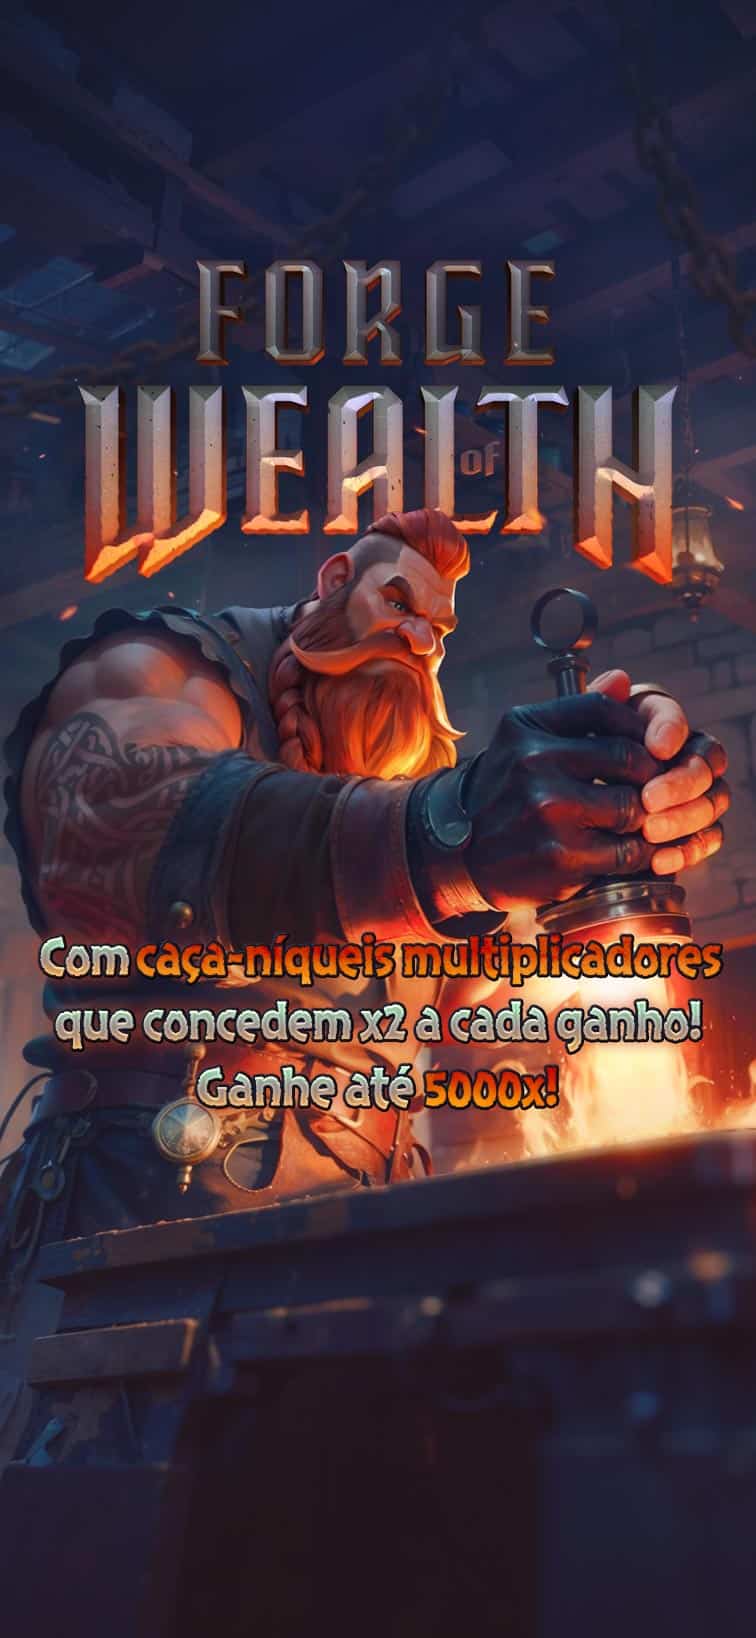 FORGE
WEALTH
of
Com caça-níqueis multiplicadores
que concedem x2 a cada ganho!
Ganhe até 5000x!